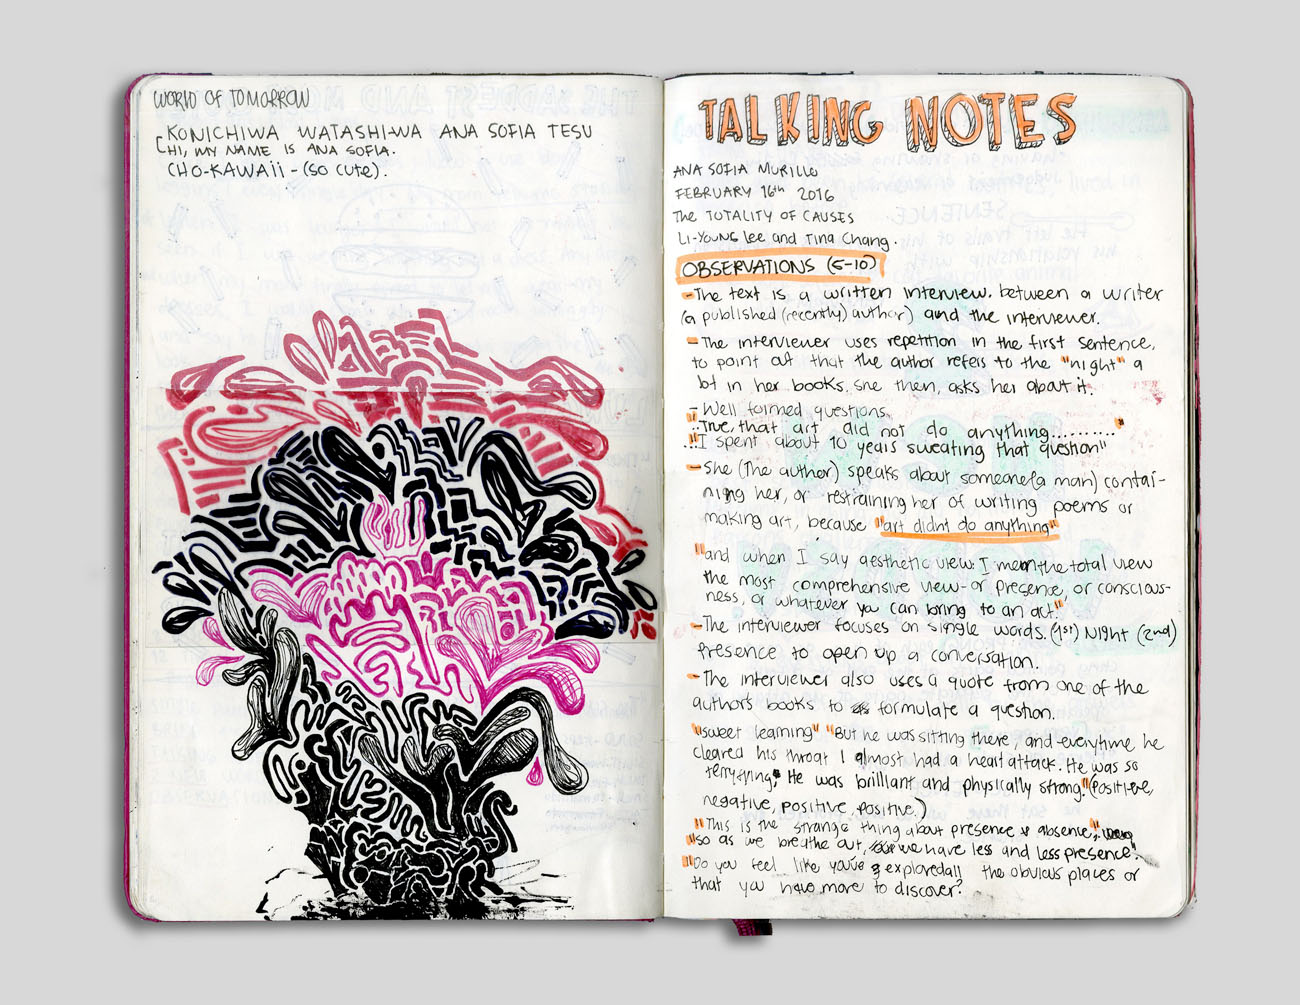 WORLD OF TOMORROW
KONICHIWA WATASHI-WA ANA SOFIA TESU
HI, MY NAME IS ANA SOFIA.
CHO-KAWAII - (SO CUTE).
TALKING NOTES
ANA SOFIA MURILLO
FEBRUARY 16th 2016
The TOTALITY OF CAUSES
Li-YOUNG Lee and Tina Chang.
OBSERVATIONS (5-10)
- The text is a written interview. between a writer
(a published (recently) author) and the interviewer.
- The interviewer uses repetition in the first sentence,
to point out that the author refers to the "night" a
lot in her books. She then, asks her about it.
- Well formed questions.
"...True, that art did not do anything.........."
..."I spent about 10 years sweating that question"
- She (The author) speaks about someone (a man) contai-
ning her, or restraining her of writing poems or
making art, because "art didnt do anything"
"and when I say aesthetic view. I mean the total view
the most comprehensive view- or presence, or conscious-
ness, or whatever you can bring to an art."
- The interviewer focuses on single words. (1st) Night (2nd)
Presence to open up a conversation.
- The interviewer also uses a quote from one of the
authors books to formulate a question.
"sweet learning" "But he was sitting there, and everytime he
cleared his throat I almost had a heart attack. He was so
terryfying; He was brilliant and physically strong." (positive,
negative, positive, positive.)
"This is the strange thing about presence & absence,"
"so as we breathe out, we have less and less presence".
"Do you feel like you've explored all the obvious places or
that you have more to discover?